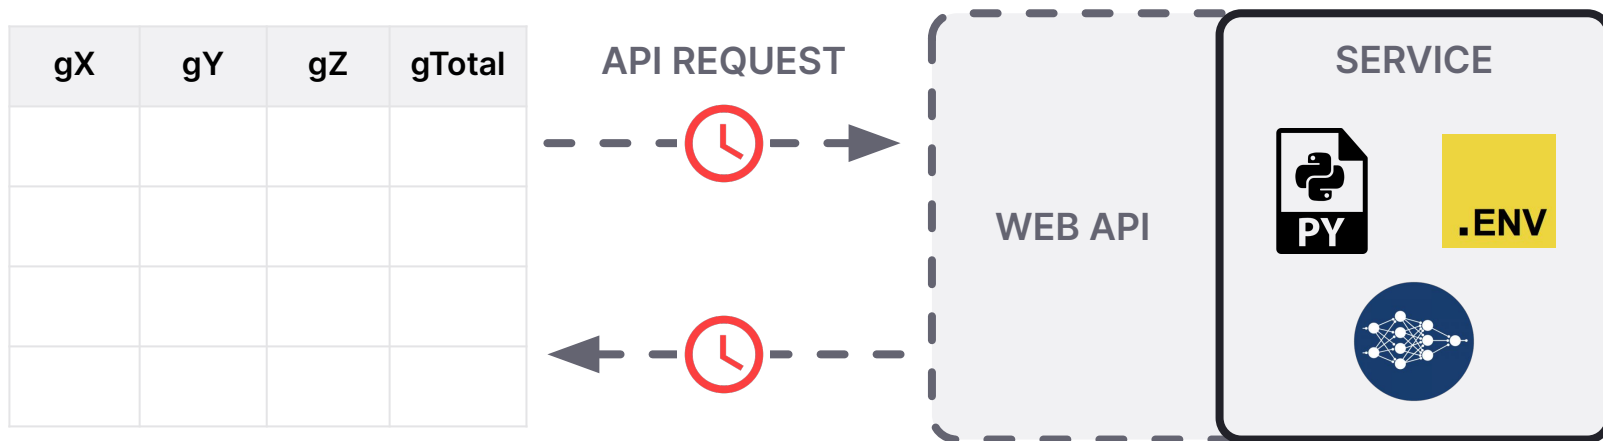 gX gY gZ gTotal
API REQUEST
WEB API
SERVICE
PY
.ENV